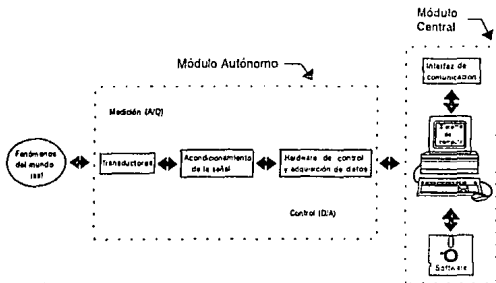 Módulo
Central
Módulo Autónomo
Interfaz de
comunicación
Medición (A/D)
Fenómenos
del mundo
real
Transductores
Acondicionamiento
de la señal
Hardware de control
y adquisición de datos
Control (D/A)
Software